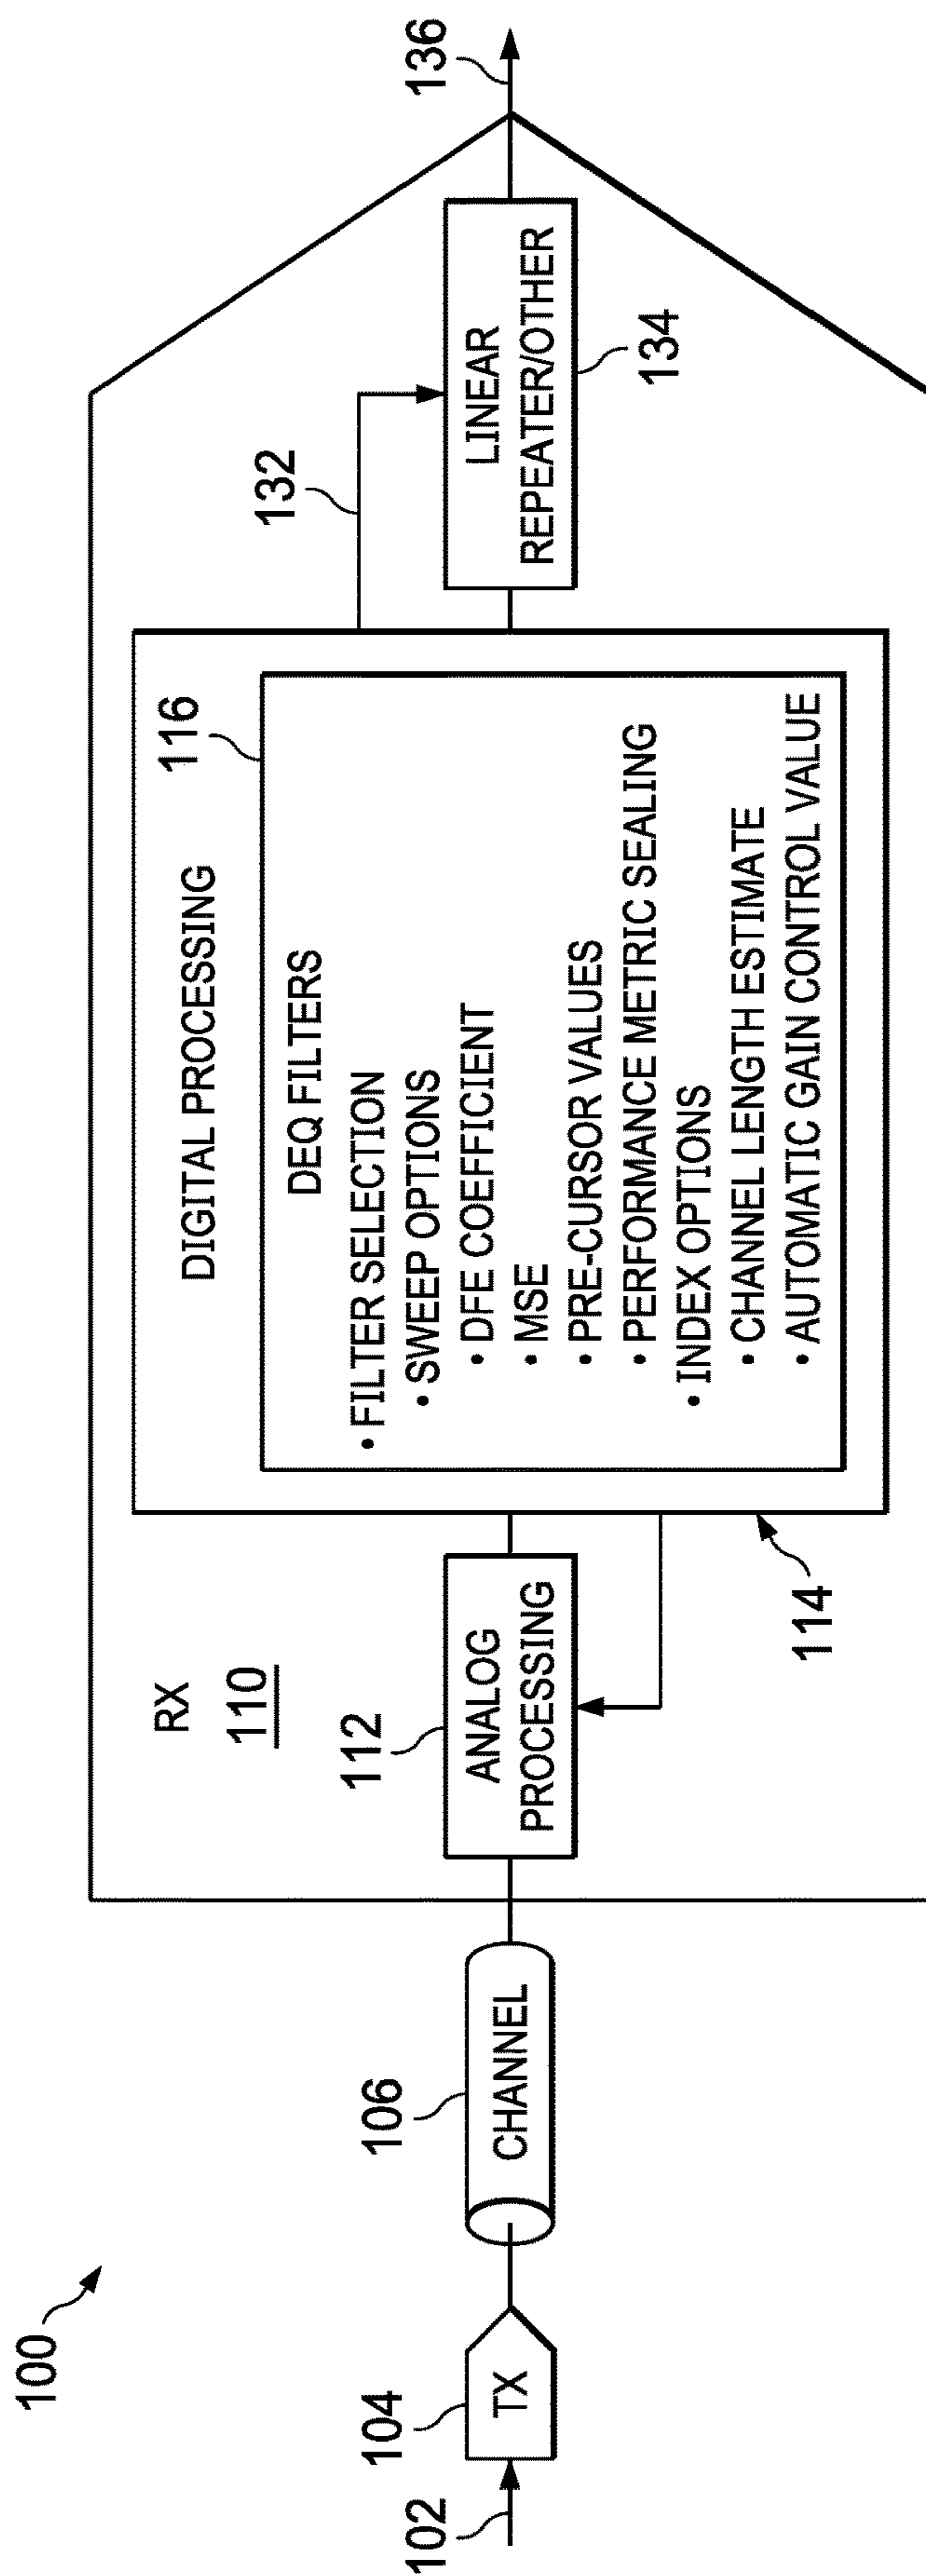 100
102
104
TX
106
CHANNEL
RX
110
112
ANALOG
PROCESSING
114
DIGITAL PROCESSING
116
DEQ FILTERS
• FILTER SELECTION
• SWEEP OPTIONS
• DFE COEFFICIENT
• MSE
• PRE-CURSOR VALUES
• PERFORMANCE METRIC SEALING
• INDEX OPTIONS
• CHANNEL LENGTH ESTIMATE
• AUTOMATIC GAIN CONTROL VALUE
132
LINEAR
REPEATER/OTHER
134
136